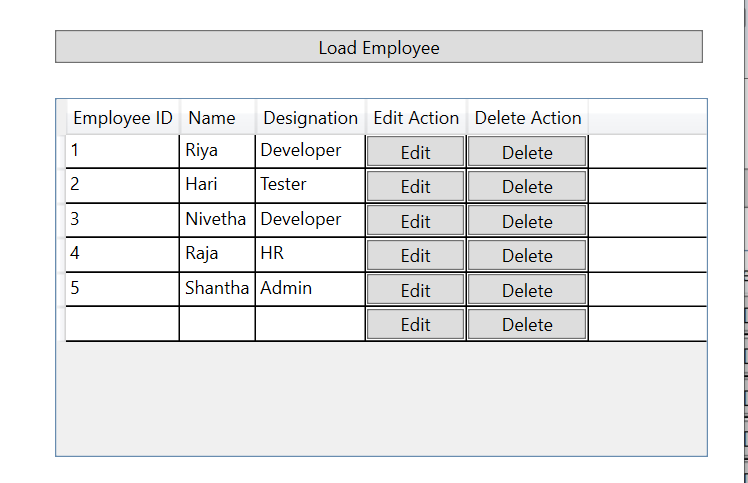 Load Employee
Employee ID Name Designation Edit Action Delete Action
1 Riya Developer Edit Delete
2 Hari Tester Edit Delete
3 Nivetha Developer Edit Delete
4 Raja HR Edit Delete
5 Shantha Admin Edit Delete
Edit Delete